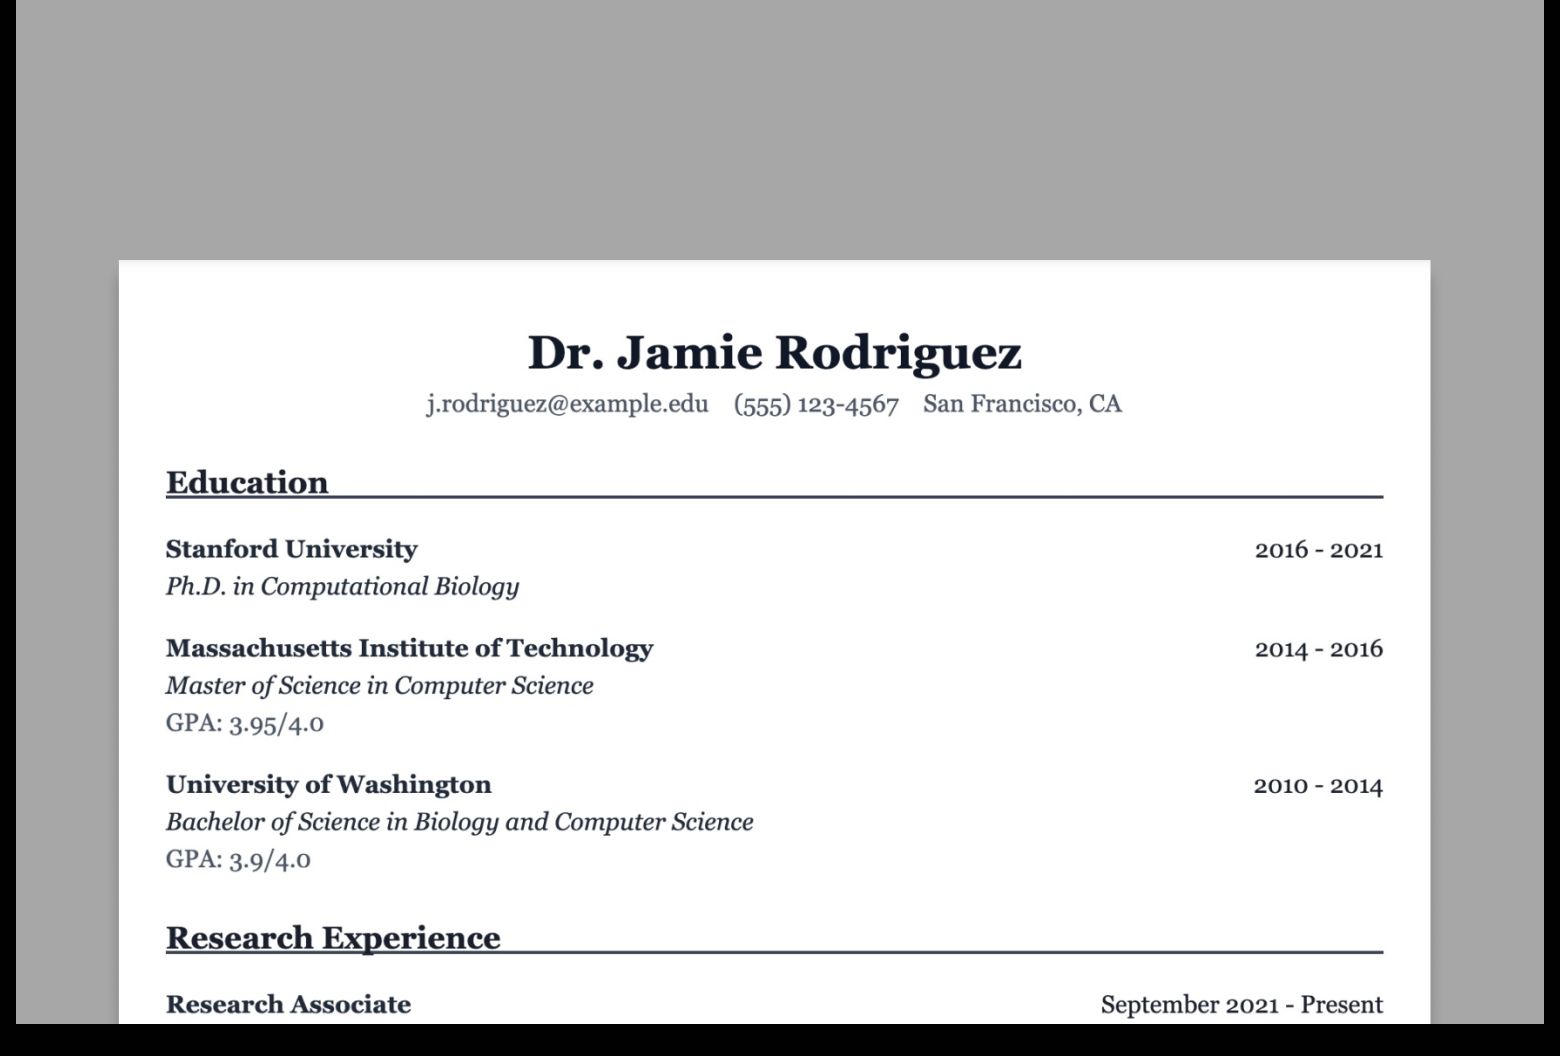 Dr. Jamie Rodriguez
j.rodriguez@example.edu (555) 123-4567 San Francisco, CA
Education
Stanford University 2016 - 2021
Ph.D. in Computational Biology
Massachusetts Institute of Technology 2014 - 2016
Master of Science in Computer Science
GPA: 3.95/4.0
University of Washington 2010 - 2014
Bachelor of Science in Biology and Computer Science
GPA: 3.9/4.0
Research Experience
Research Associate September 2021 - Present